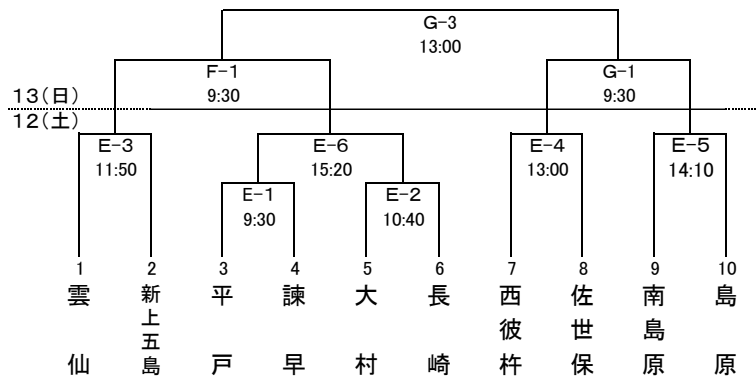 G-3
13:00
F-1
G-1
13(日)
9:30
9:30
12(土)
E-3
E-6
E-4
E-5
11:50
15:20
13:00
14:10
E-1
E-2
9:30
10:40
1
2
3
4
5
6
7
8
9
10
雲仙
新上五島
平戸
諫早
大村
長崎
西彼杵
佐世保
南島原
島原